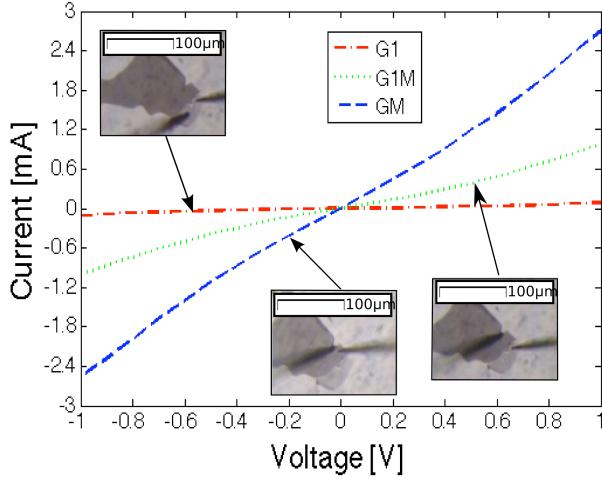 3
2.4
1.8
1.2
0.6
0
-0.6
-1.2
-1.8
-2.4
-3
Current [mA]
100μm
G1
G1M
GM
100μm
100μm
-1
-0.8
-0.6
-0.4
-0.2
0
0.2
0.4
0.6
0.8
1
Voltage [V]